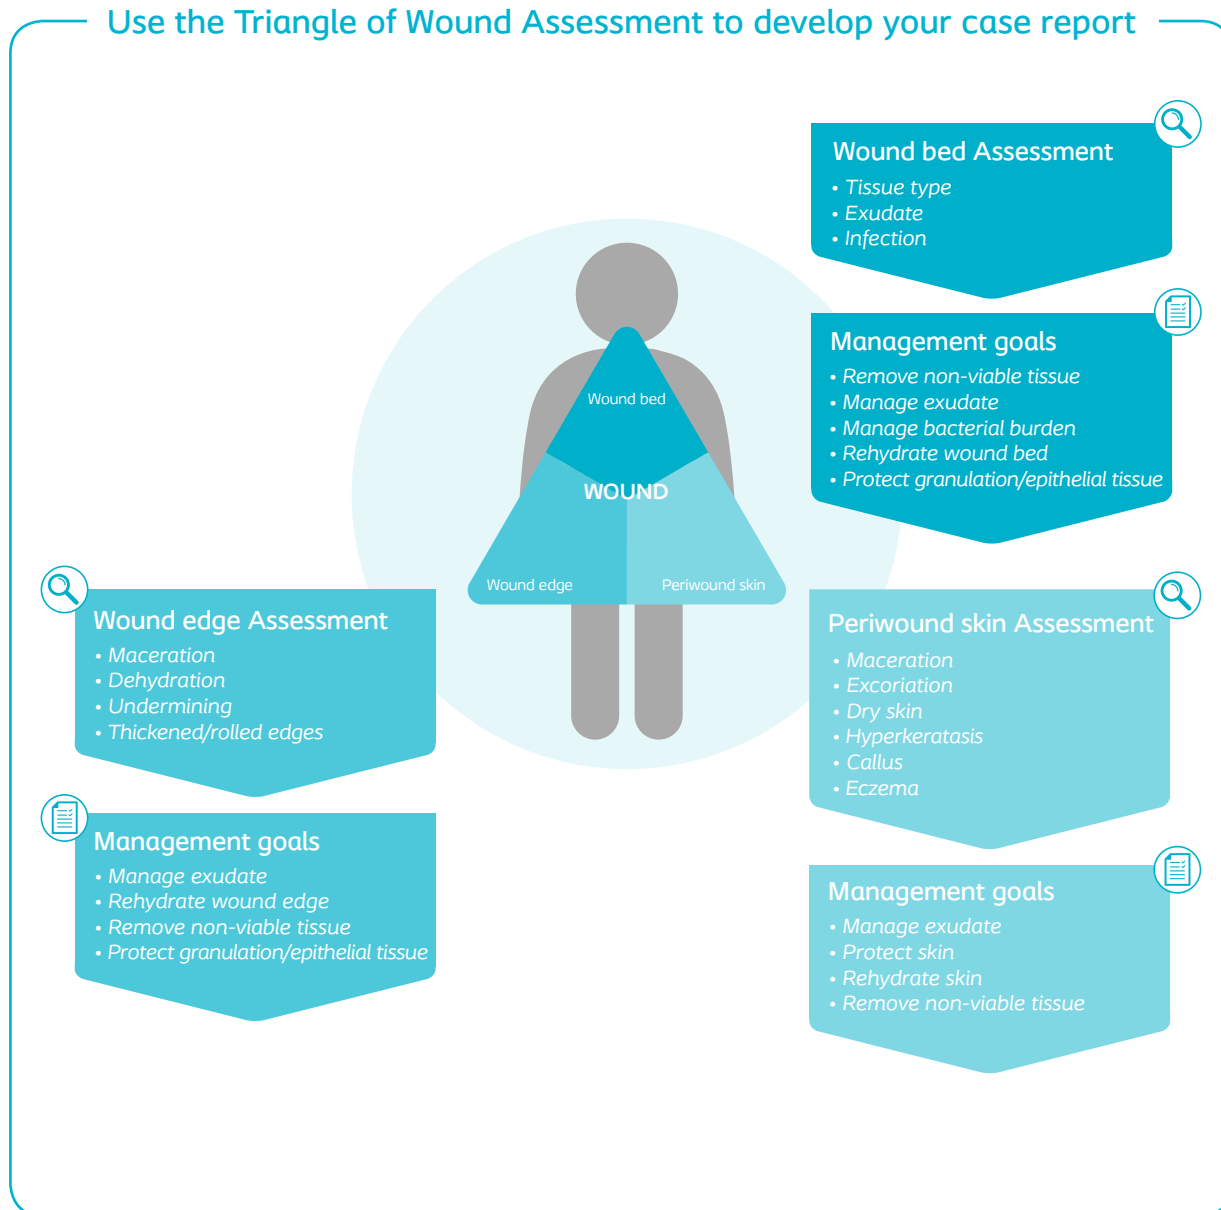 Use the Triangle of Wound Assessment to develop your case report
Wound bed Assessment
• Tissue type
• Exudate
• Infection
Management goals
• Remove non-viable tissue
• Manage exudate
• Manage bacterial burden
• Rehydrate wound bed
• Protect granulation/epithelial tissue
Wound bed
WOUND
Wound edge
Periwound skin
Wound edge Assessment
• Maceration
• Dehydration
• Undermining
• Thickened/rolled edges
Management goals
• Manage exudate
• Rehydrate wound edge
• Remove non-viable tissue
• Protect granulation/epithelial tissue
Periwound skin Assessment
• Maceration
• Excoriation
• Dry skin
• Hyperkeratasis
• Callus
• Eczema
Management goals
• Manage exudate
• Protect skin
• Rehydrate skin
• Remove non-viable tissue